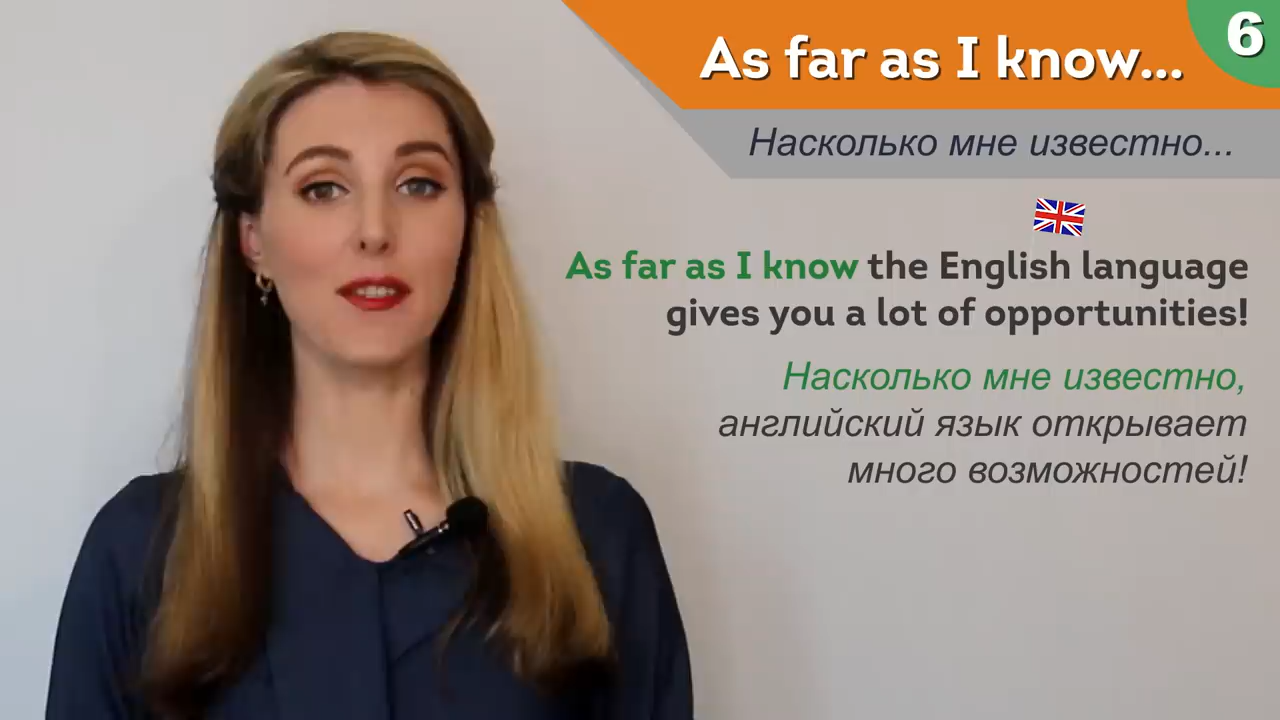 6
As far as I know...
Насколько мне известно...
As far as I know the English language
gives you a lot of opportunities!
Насколько мне известно,
английский язык открывает
много возможностей!